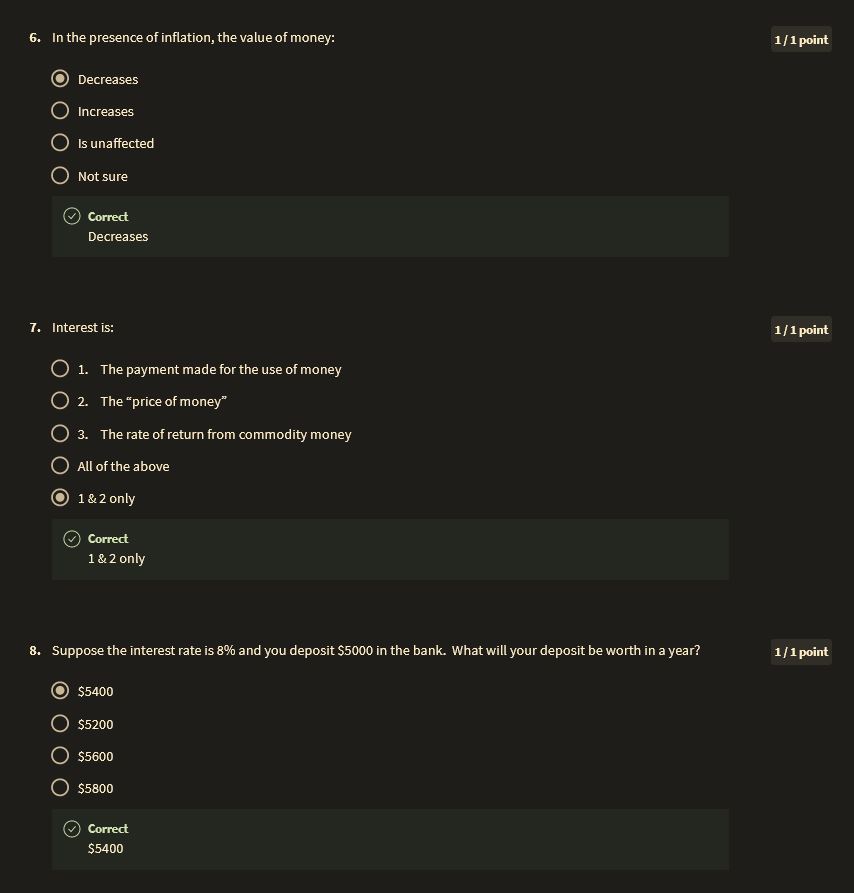 6. In the presence of inflation, the value of money:
1 / 1 point
Decreases
Increases
Is unaffected
Not sure
Correct
Decreases
7. Interest is:
1 / 1 point
1. The payment made for the use of money
2. The “price of money”
3. The rate of return from commodity money
All of the above
1 & 2 only
Correct
1 & 2 only
8. Suppose the interest rate is 8% and you deposit $5000 in the bank. What will your deposit be worth in a year?
1 / 1 point
$5400
$5200
$5600
$5800
Correct
$5400